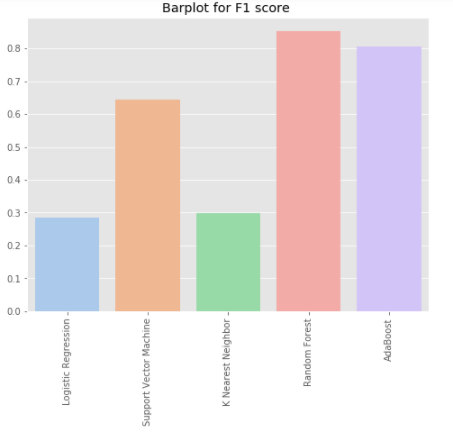 Barplot for F1 score
0.8
0.7
0.6
0.5
0.4
0.3
0.2
0.1
0.0
Logistic Regression
Support Vector Machine
K Nearest Neighbor
Random Forest
AdaBoost